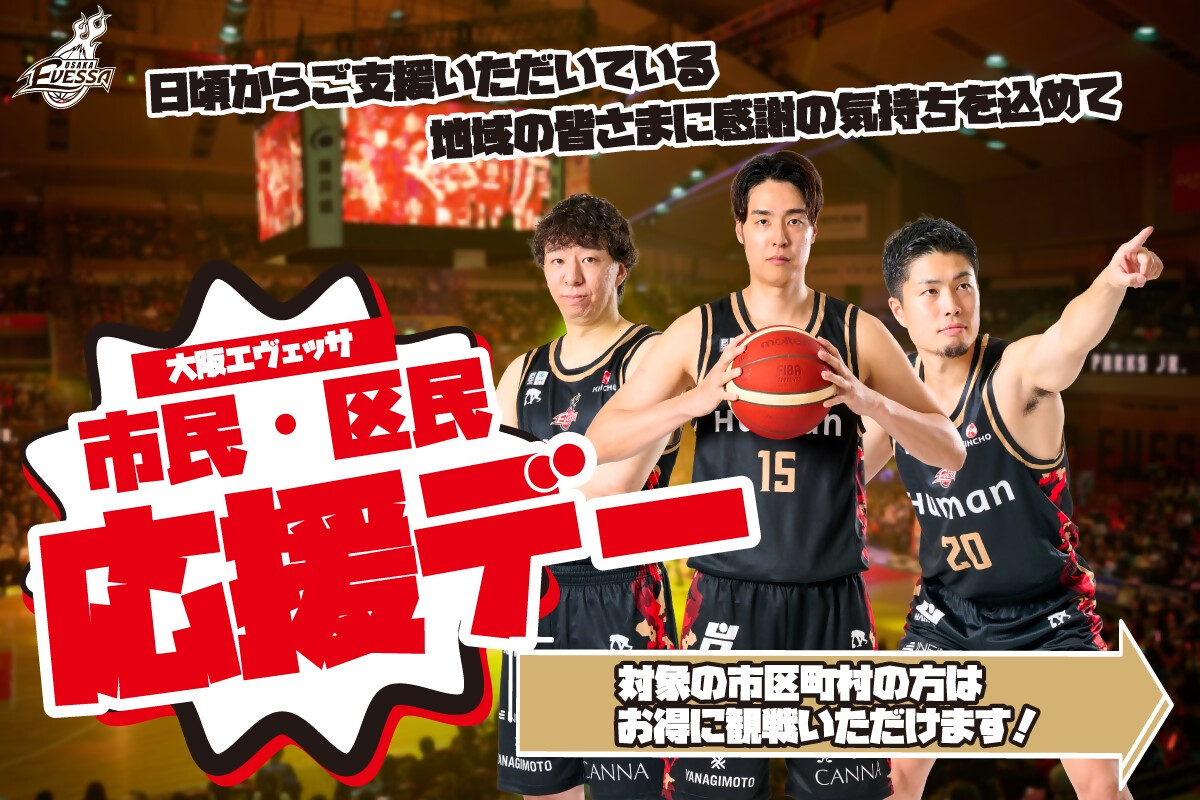 OSAKA
EVESSA
日頃からご支援いただいている
地域の皆さまに感謝の気持ちを込めて
大阪エヴェッサ
市民・区民
応援デー
molten
FIBA
KINCHO
Human
15
KINCHO
Human
20
PARKS JR.
対象の市区町村の方は
お得に観戦いただけます！
YANAGIMOTO
CANNA
YANAGIMOTO
CANNA